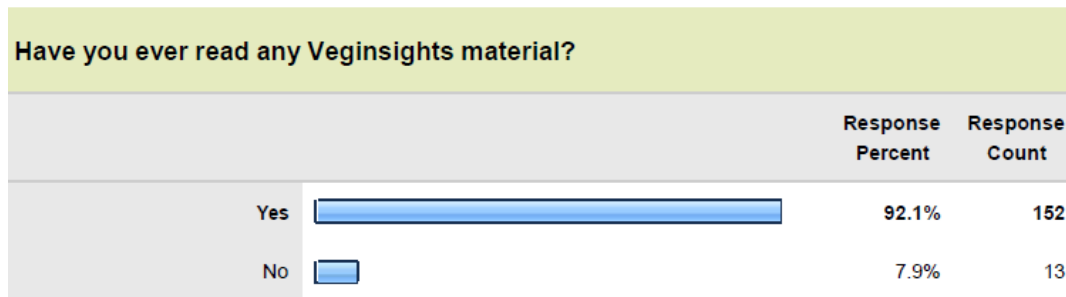 Have you ever read any Veginsights material?
Response Response
Percent Count
Yes 92.1% 152
No 7.9% 13